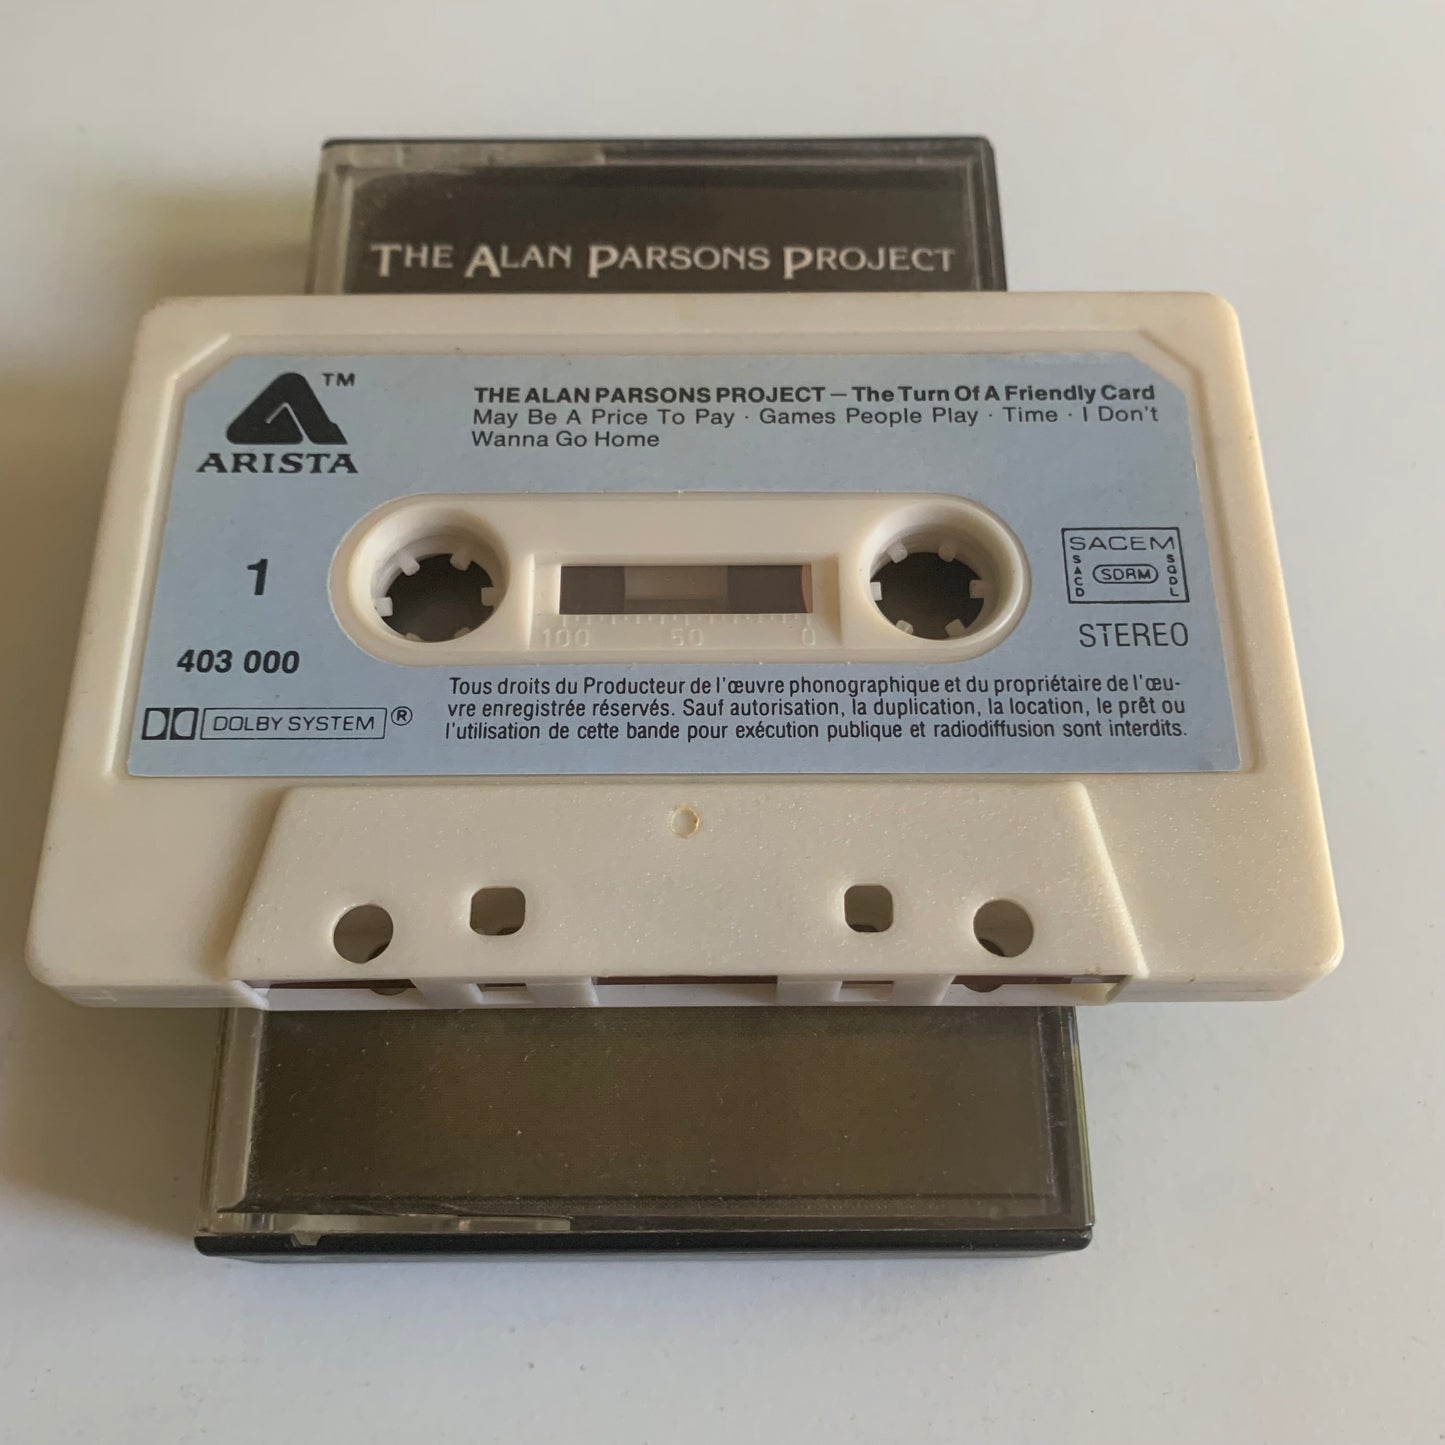 THE ALAN PARSONS PROJECT
TM
ARISTA
THE ALAN PARSONS PROJECT – The Turn Of A Friendly Card
May Be A Price To Pay · Games People Play · Time · I Don't
Wanna Go Home
1
403 000
100 50 0
SACEM
SACD
SDRM
SGDL
STEREO
DOLBY SYSTEM ®
Tous droits du Producteur de l'œuvre phonographique et du propriétaire de l'œu-
vre enregistrée réservés. Sauf autorisation, la duplication, la location, le prêt ou
l'utilisation de cette bande pour exécution publique et radiodiffusion sont interdits.